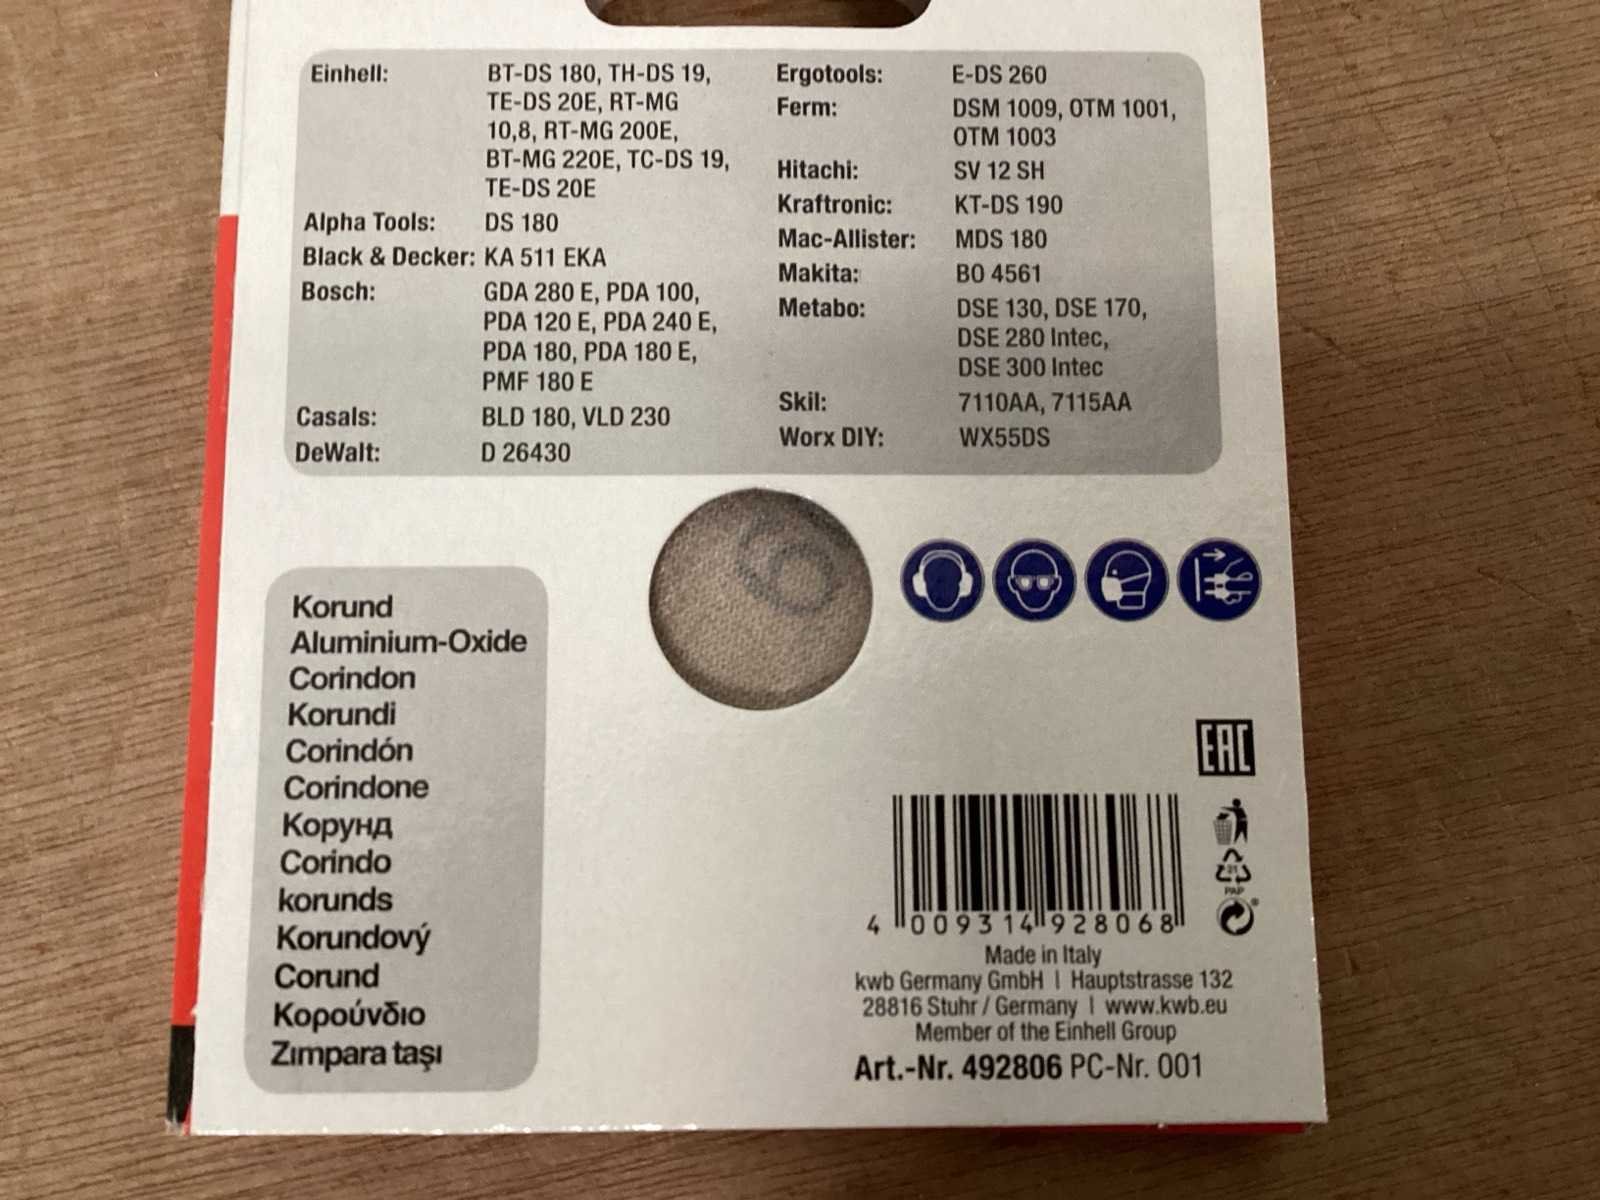 Einhell: BT-DS 180, TH-DS 19,
TE-DS 20E, RT-MG
10,8, RT-MG 200E,
BT-MG 220E, TC-DS 19,
TE-DS 20E
Alpha Tools: DS 180
Black & Decker: KA 511 EKA
Bosch: GDA 280 E, PDA 100,
PDA 120 E, PDA 240 E,
PDA 180, PDA 180 E,
PMF 180 E
Casals: BLD 180, VLD 230
DeWalt: D 26430
Ergotools: E-DS 260
Ferm: DSM 1009, OTM 1001,
OTM 1003
Hitachi: SV 12 SH
Kraftronic: KT-DS 190
Mac-Allister: MDS 180
Makita: BO 4561
Metabo: DSE 130, DSE 170,
DSE 280 Intec,
DSE 300 Intec
Skil: 7110AA, 7115AA
Worx DIY: WX55DS
Korund
Aluminium-Oxide
Corindon
Korundi
Corindón
Corindone
Корунд
Corindo
korunds
Korundový
Corund
Κορούνδιο
Zımpara taşı
EAC
21
PAP
4 009314 928068
Made in Italy
kwb Germany GmbH | Hauptstrasse 132
28816 Stuhr / Germany | www.kwb.eu
Member of the Einhell Group
Art.-Nr. 492806 PC-Nr. 001